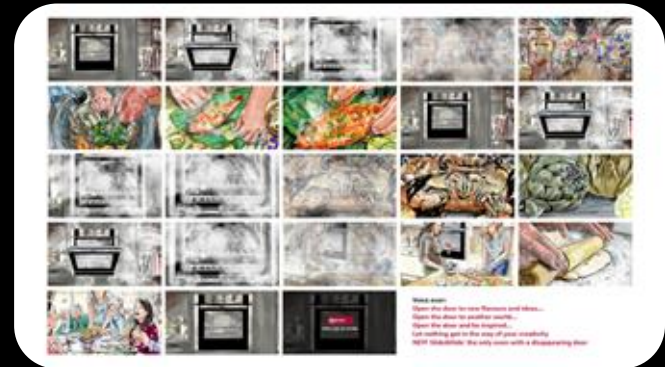 Voice over:
Open the door to new flavours and ideas...
Open the door to another world...
Open the door and be inspired...
Let nothing get in the way of your creativity
NEFF Slide&Hide: the only oven with a disappearing door